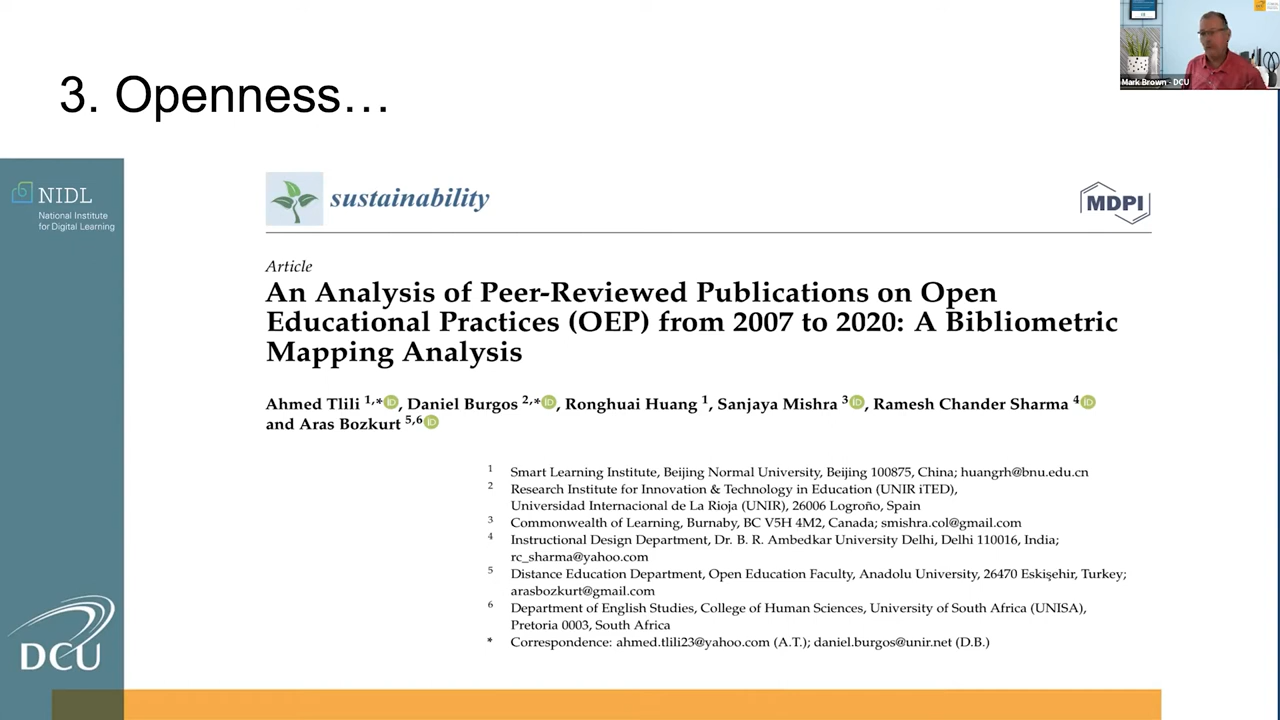 3. Openness…
Mark Brown - DCU
NIDL
National Institute
for Digital Learning
sustainability
MDPI
Article
An Analysis of Peer-Reviewed Publications on Open
Educational Practices (OEP) from 2007 to 2020: A Bibliometric
Mapping Analysis
Ahmed Tlili 1,* iD, Daniel Burgos 2,* iD, Ronghuai Huang 1, Sanjaya Mishra 3 iD, Ramesh Chander Sharma 4 iD
and Aras Bozkurt 5,6 iD
1 Smart Learning Institute, Beijing Normal University, Beijing 100875, China; huangrh@bnu.edu.cn
2 Research Institute for Innovation & Technology in Education (UNIR iTED),
Universidad Internacional de La Rioja (UNIR), 26006 Logroño, Spain
3 Commonwealth of Learning, Burnaby, BC V5H 4M2, Canada; smishra.col@gmail.com
4 Instructional Design Department, Dr. B. R. Ambedkar University Delhi, Delhi 110016, India;
rc_sharma@yahoo.com
5 Distance Education Department, Open Education Faculty, Anadolu University, 26470 Eskişehir, Turkey;
arasbozkurt@gmail.com
6 Department of English Studies, College of Human Sciences, University of South Africa (UNISA),
Pretoria 0003, South Africa
* Correspondence: ahmed.tlili23@yahoo.com (A.T.); daniel.burgos@unir.net (D.B.)
DCU